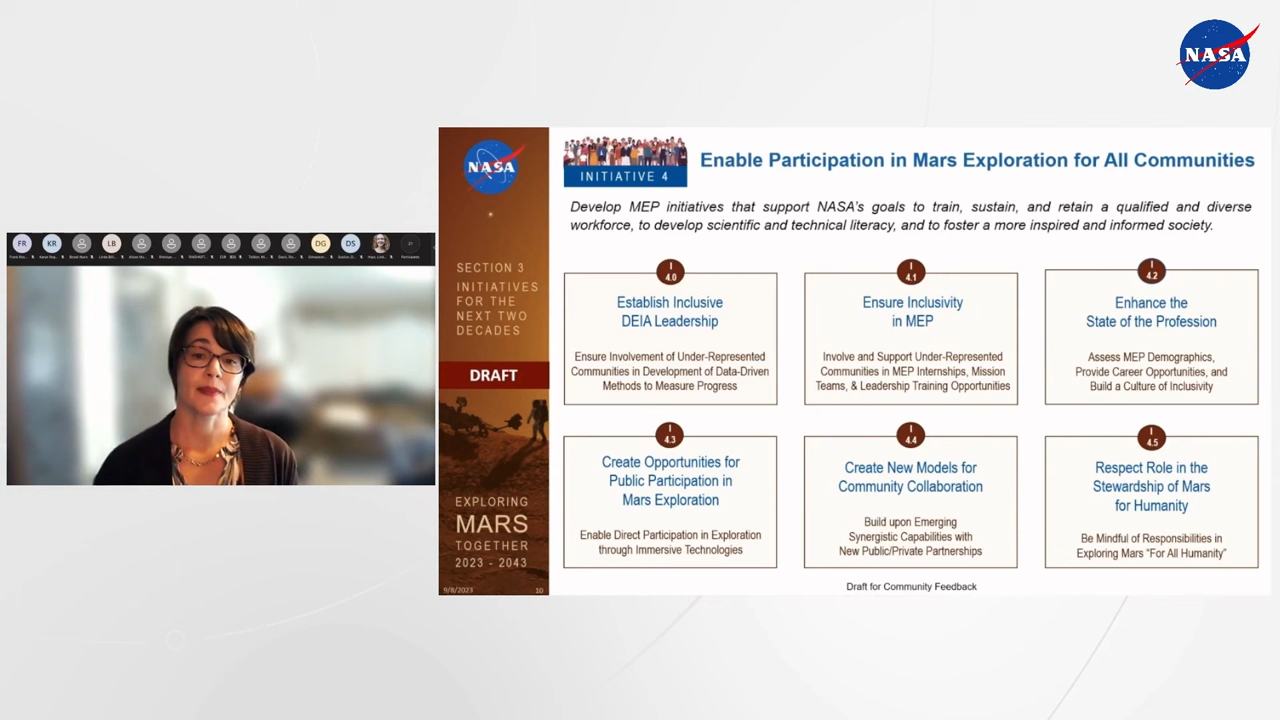 NASA
FR KR LB DG DS
NASA
INITIATIVE 4
Enable Participation in Mars Exploration for All Communities
Develop MEP initiatives that support NASA's goals to train, sustain, and retain a qualified and diverse
workforce, to develop scientific and technical literacy, and to foster a more inspired and informed society.
SECTION 3
INITIATIVES
FOR THE
NEXT TWO
DECADES
DRAFT
EXPLORING
MARS
TOGETHER
2023 - 2043
9/8/2023 10
I
4.0
Establish Inclusive
DEIA Leadership
Ensure Involvement of Under-Represented
Communities in Development of Data-Driven
Methods to Measure Progress
I
4.1
Ensure Inclusivity
in MEP
Involve and Support Under-Represented
Communities in MEP Internships, Mission
Teams, & Leadership Training Opportunities
I
4.2
Enhance the
State of the Profession
Assess MEP Demographics,
Provide Career Opportunities, and
Build a Culture of Inclusivity
I
4.3
Create Opportunities for
Public Participation in
Mars Exploration
Enable Direct Participation in Exploration
through Immersive Technologies
I
4.4
Create New Models for
Community Collaboration
Build upon Emerging
Synergistic Capabilities with
New Public/Private Partnerships
I
4.5
Respect Role in the
Stewardship of Mars
for Humanity
Be Mindful of Responsibilities in
Exploring Mars "For All Humanity"
Draft for Community Feedback